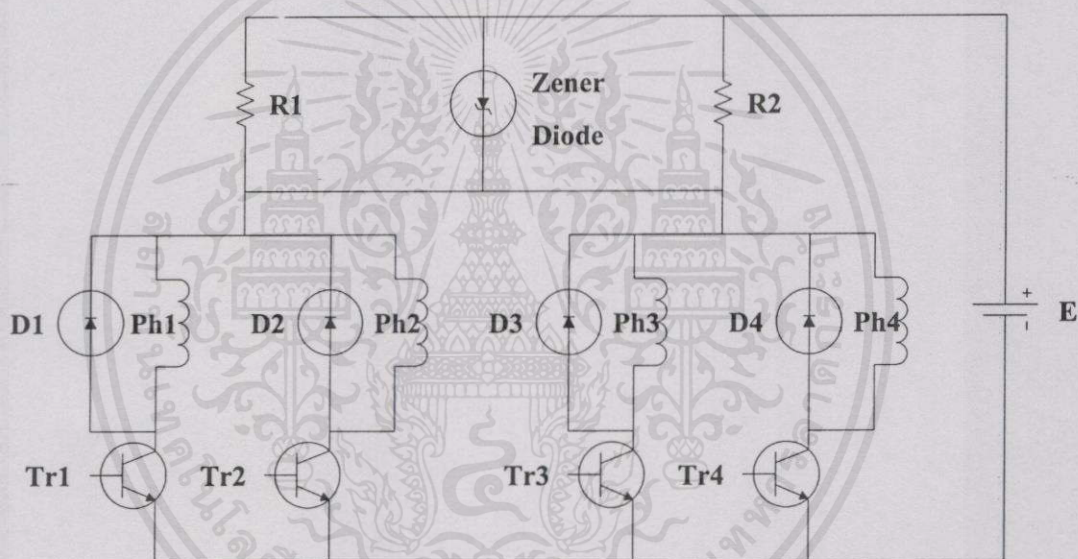 R1
Zener
Diode
R2
D1
Ph1
D2
Ph2
D3
Ph3
D4
Ph4
+
-
E
Tr1
Tr2
Tr3
Tr4